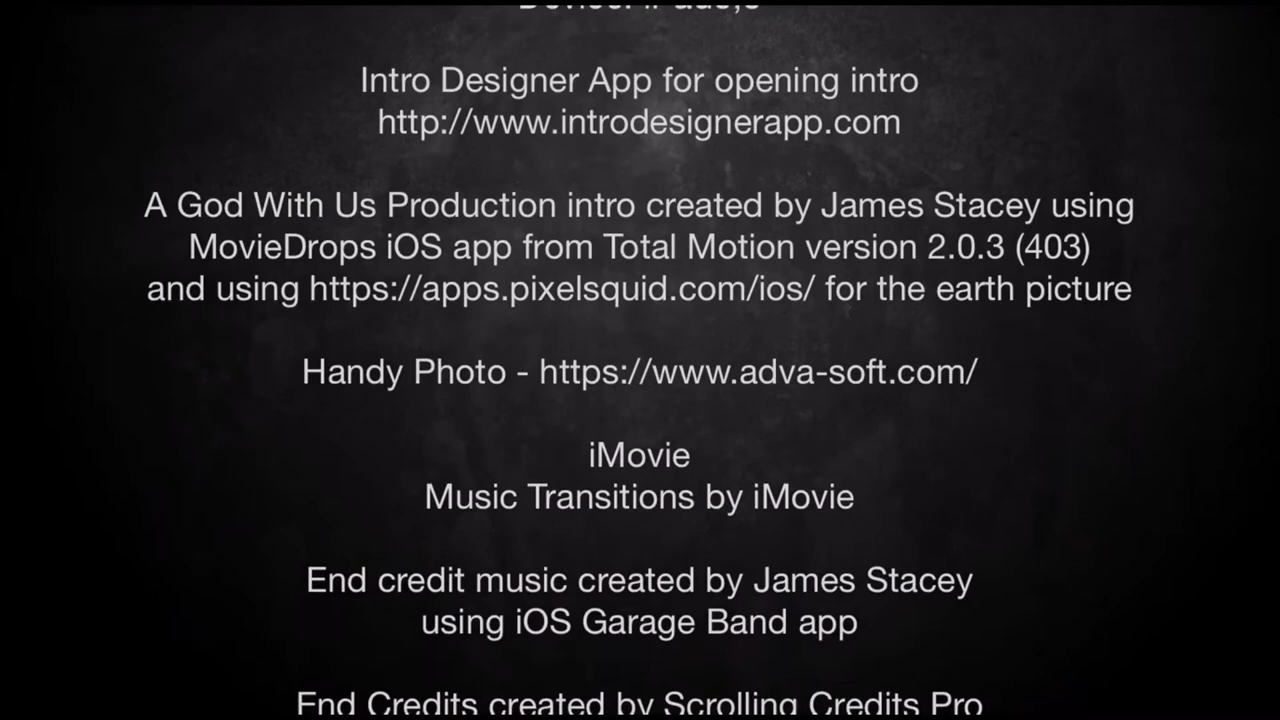 Intro Designer App for opening intro
http://www.introdesignerapp.com
A God With Us Production intro created by James Stacey using
MovieDrops iOS app from Total Motion version 2.0.3 (403)
and using https://apps.pixelsquid.com/ios/ for the earth picture
Handy Photo - https://www.adva-soft.com/
iMovie
Music Transitions by iMovie
End credit music created by James Stacey
using iOS Garage Band app
End Credits created by Scrolling Credits Pro